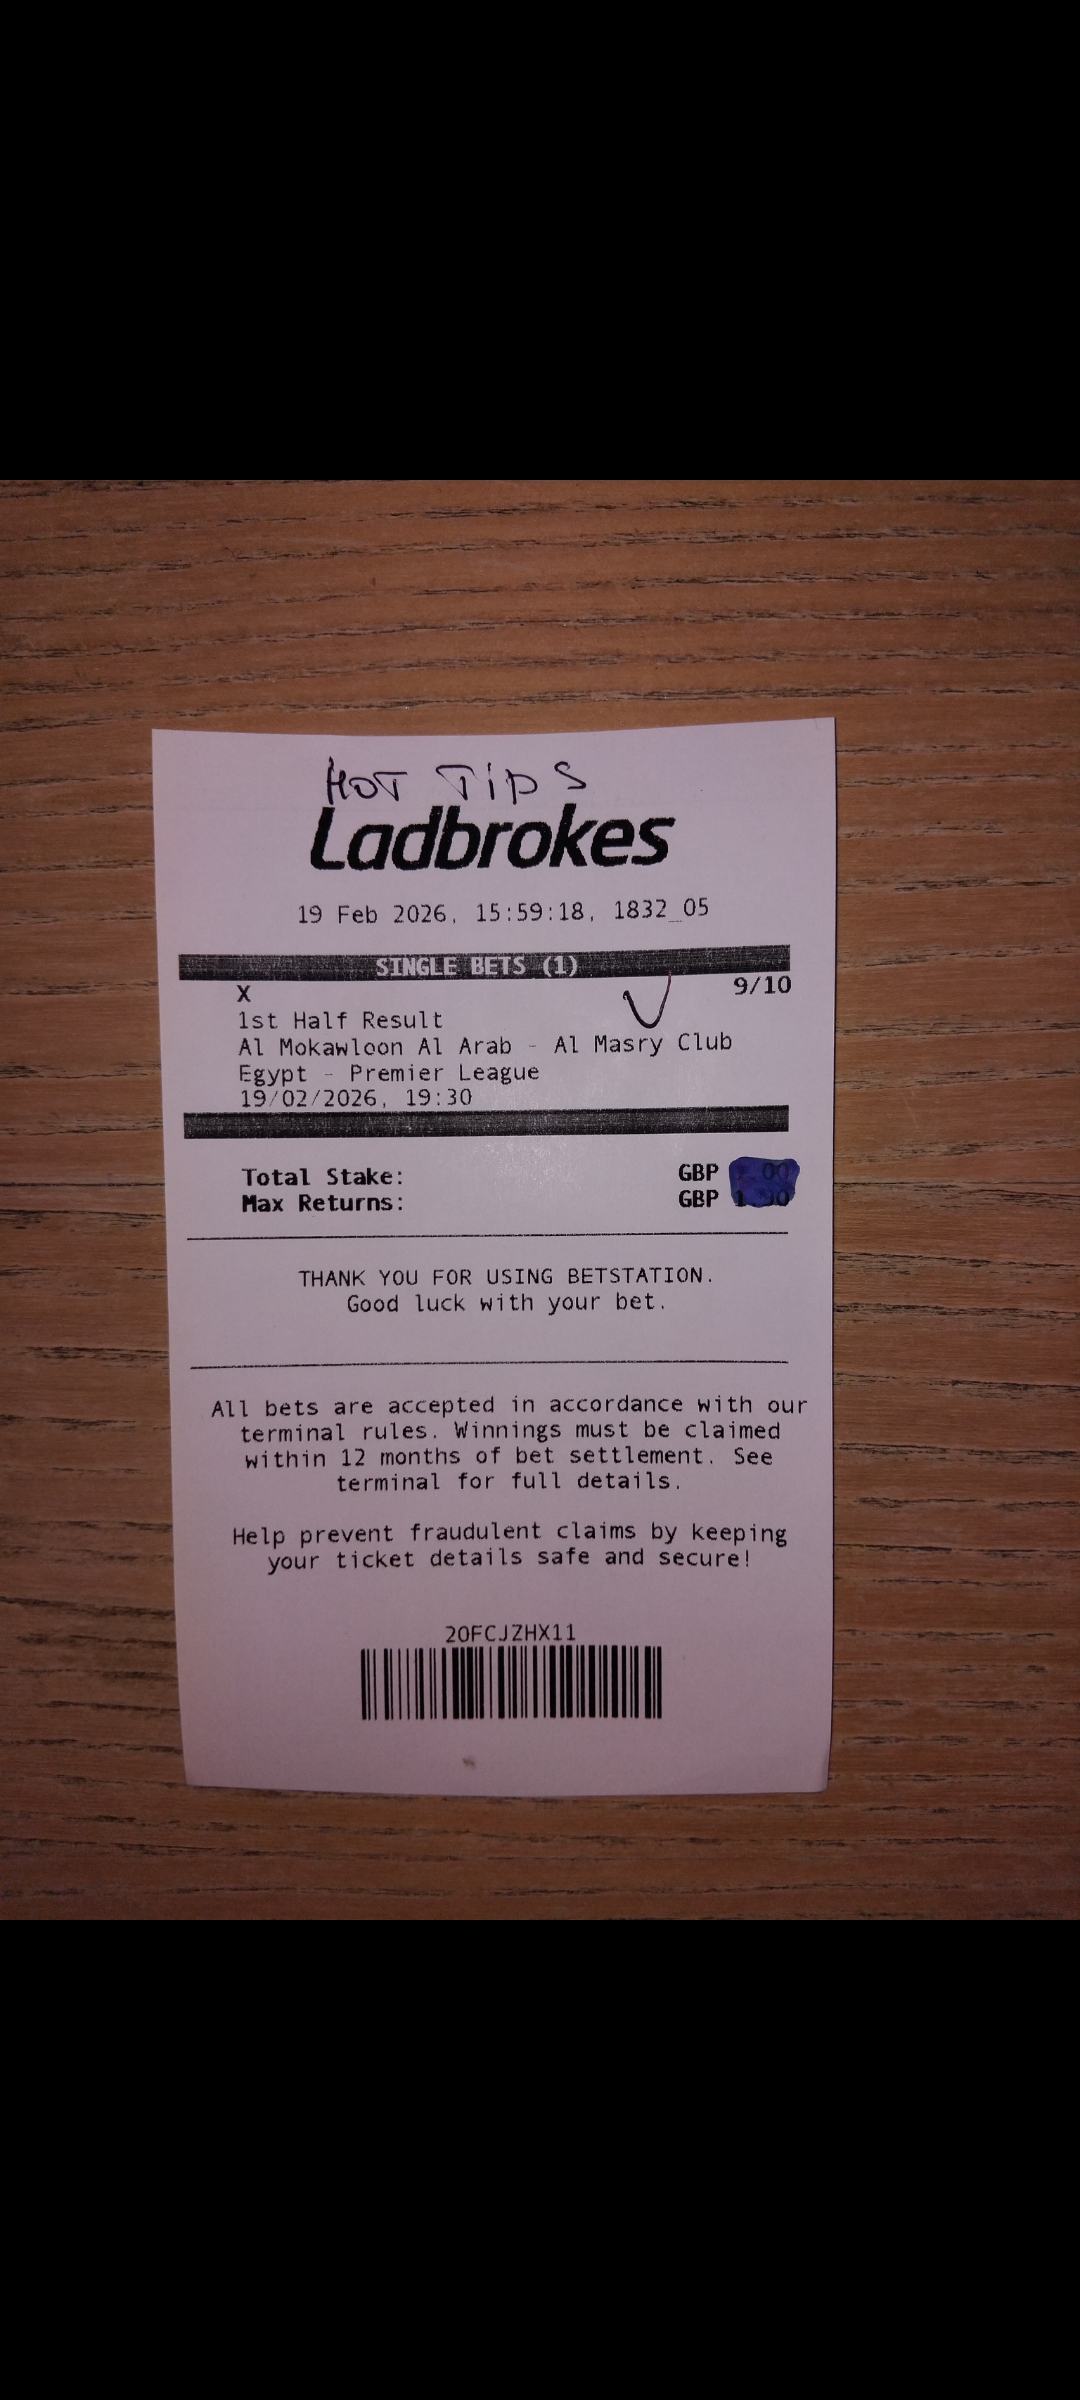 HOT TIPS
Ladbrokes
19 Feb 2026, 15:59:18, 1832_05
SINGLE BETS (1)
X 9/10
1st Half Result
Al Mokawloon Al Arab - Al Masry Club
Egypt - Premier League
19/02/2026, 19:30
Total Stake: GBP
Max Returns: GBP
THANK YOU FOR USING BETSTATION.
Good luck with your bet.
All bets are accepted in accordance with our
terminal rules. Winnings must be claimed
within 12 months of bet settlement. See
terminal for full details.
Help prevent fraudulent claims by keeping
your ticket details safe and secure!
20FCJZHX11